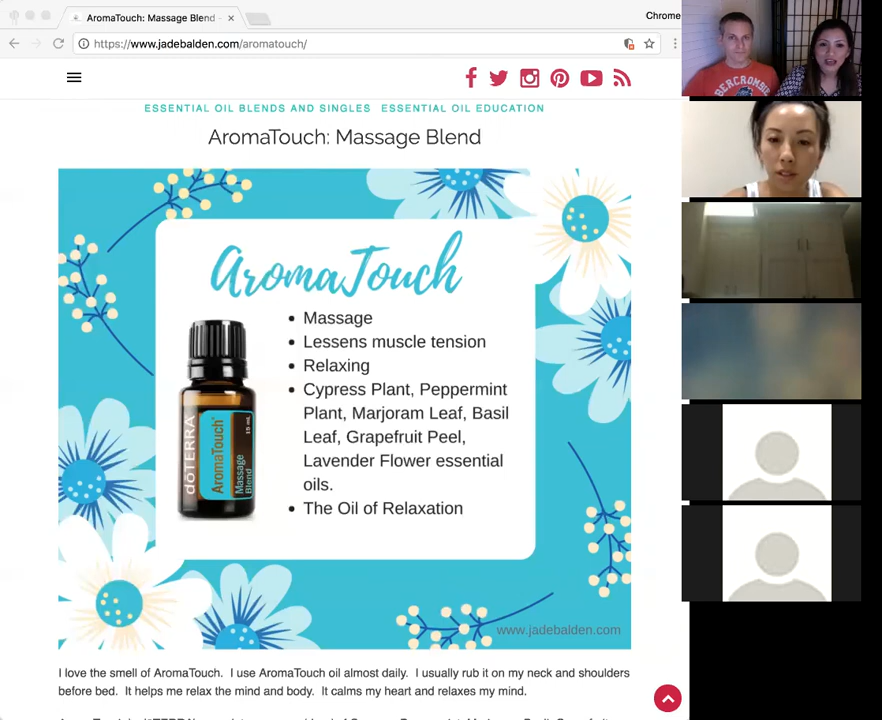 AromaTouch: Massage Blend -
Chrome
https://www.jadebalden.com/aromatouch/
ESSENTIAL OIL BLENDS AND SINGLES ESSENTIAL OIL EDUCATION
AromaTouch: Massage Blend
AromaTouch
• Massage
• Lessens muscle tension
• Relaxing
• Cypress Plant, Peppermint
Plant, Marjoram Leaf, Basil
Leaf, Grapefruit Peel,
Lavender Flower essential
oils.
• The Oil of Relaxation
dōTERRA
AromaTouch
Massage
Blend
15 mL
www.jadebalden.com
I love the smell of AromaTouch. I use AromaTouch oil almost daily. I usually rub it on my neck and shoulders
before bed. It helps me relax the mind and body. It calms my heart and relaxes my mind.